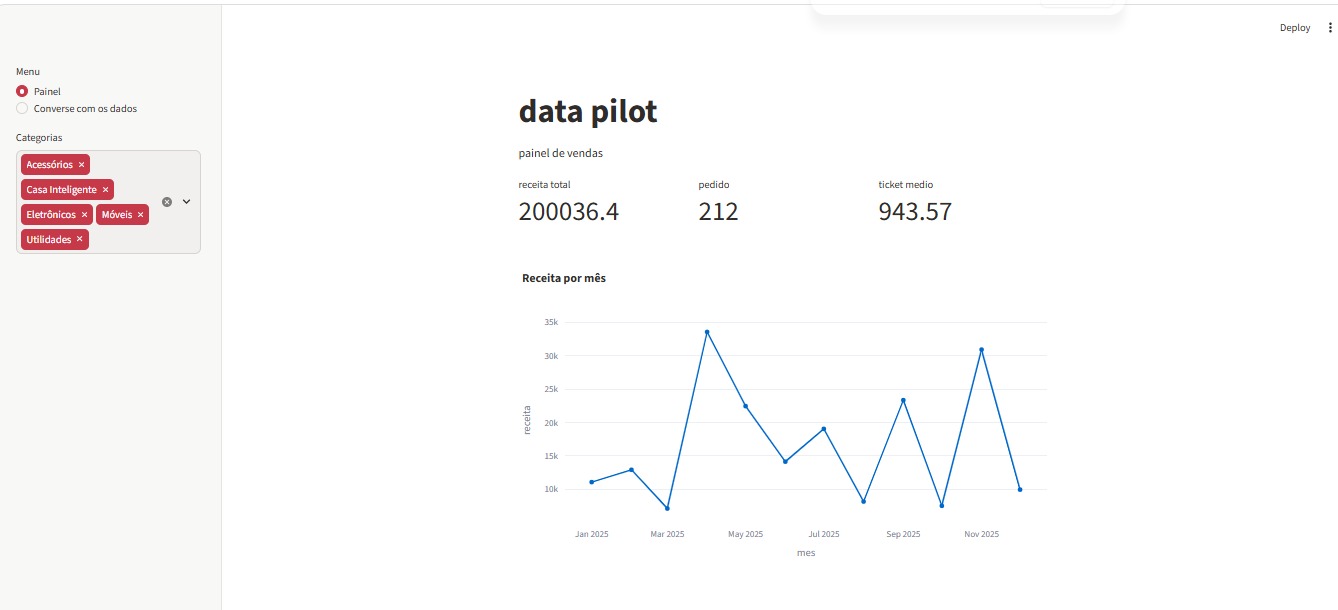 Deploy
Menu
Painel
Converse com os dados
Categorias
Acessórios ×
Casa Inteligente ×
Eletrônicos × Móveis ×
Utilidades ×
data pilot
painel de vendas
receita total pedido ticket medio
200036.4 212 943.57
Receita por mês
35k
30k
25k
20k
15k
10k
receita
Jan 2025 Mar 2025 May 2025 Jul 2025 Sep 2025 Nov 2025
mes